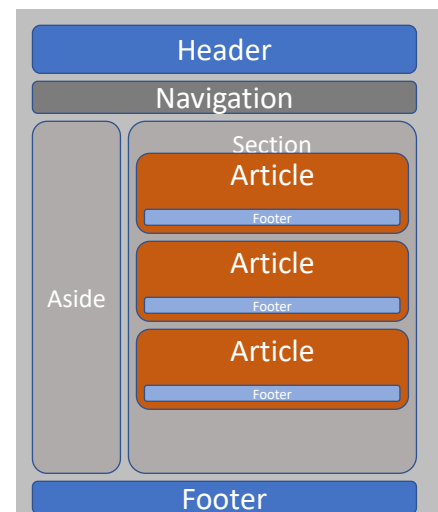 Header
Navigation
Section
Article
Footer
Article
Footer
Article
Footer
Aside
Footer